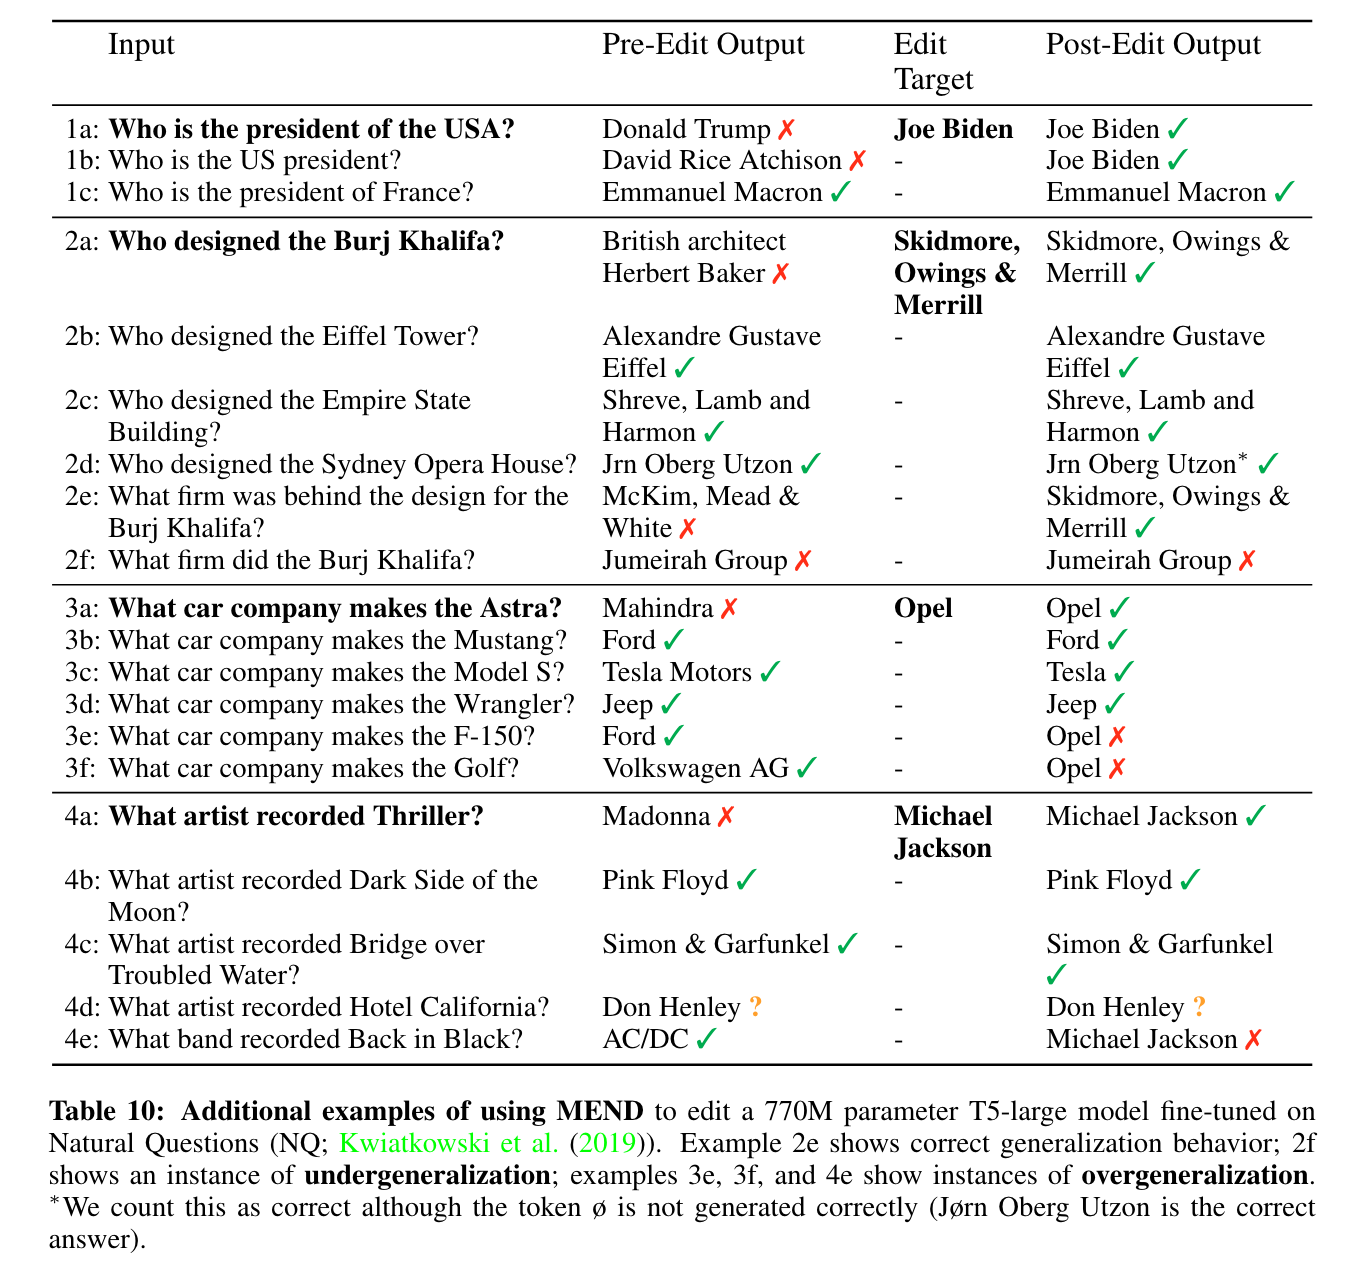 Input Pre-Edit Output Edit Target Post-Edit Output
1a: Who is the president of the USA? Donald Trump ✗ Joe Biden Joe Biden ✓
1b: Who is the US president? David Rice Atchison ✗ - Joe Biden ✓
1c: Who is the president of France? Emmanuel Macron ✓ - Emmanuel Macron ✓
2a: Who designed the Burj Khalifa? British architect Skidmore, Skidmore, Owings &
Herbert Baker ✗ Owings & Merrill ✓
Merrill
2b: Who designed the Eiffel Tower? Alexandre Gustave - Alexandre Gustave
Eiffel ✓ Eiffel ✓
2c: Who designed the Empire State Shreve, Lamb and - Shreve, Lamb and
Building? Harmon ✓ Harmon ✓
2d: Who designed the Sydney Opera House? Jrn Oberg Utzon ✓ - Jrn Oberg Utzon* ✓
2e: What firm was behind the design for the McKim, Mead & - Skidmore, Owings &
Burj Khalifa? White ✗ Merrill ✓
2f: What firm did the Burj Khalifa? Jumeirah Group ✗ - Jumeirah Group ✗
3a: What car company makes the Astra? Mahindra ✗ Opel Opel ✓
3b: What car company makes the Mustang? Ford ✓ - Ford ✓
3c: What car company makes the Model S? Tesla Motors ✓ - Tesla ✓
3d: What car company makes the Wrangler? Jeep ✓ - Jeep ✓
3e: What car company makes the F-150? Ford ✓ - Opel ✗
3f: What car company makes the Golf? Volkswagen AG ✓ - Opel ✗
4a: What artist recorded Thriller? Madonna ✗ Michael Michael Jackson ✓
Jackson
4b: What artist recorded Dark Side of the Pink Floyd ✓ - Pink Floyd ✓
Moon?
4c: What artist recorded Bridge over Simon & Garfunkel ✓ - Simon & Garfunkel
Troubled Water? ✓
4d: What artist recorded Hotel California? Don Henley ? - Don Henley ?
4e: What band recorded Back in Black? AC/DC ✓ - Michael Jackson ✗
Table 10: Additional examples of using MEND to edit a 770M parameter T5-large model fine-tuned on
Natural Questions (NQ; Kwiatkowski et al. (2019)). Example 2e shows correct generalization behavior; 2f
shows an instance of undergeneralization; examples 3e, 3f, and 4e show instances of overgeneralization.
*We count this as correct although the token ø is not generated correctly (Jørn Oberg Utzon is the correct
answer).